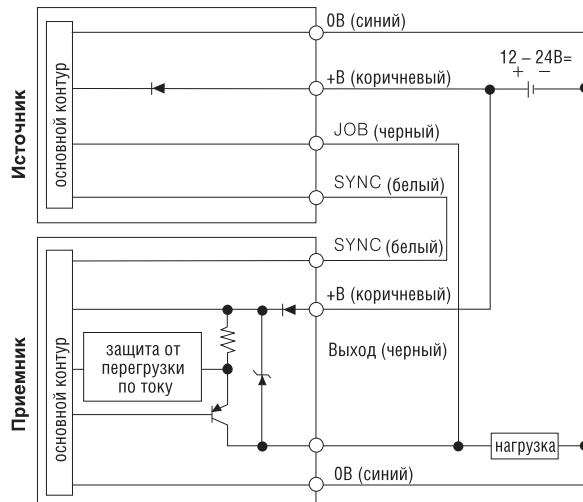 Источник
основной контур
0В (синий)
12 – 24В=
+ –
+В (коричневый)
JOB (черный)
SYNC (белый)
Приемник
основной контур
SYNC (белый)
+В (коричневый)
защита от
перегрузки
по току
Выход (черный)
нагрузка
0В (синий)